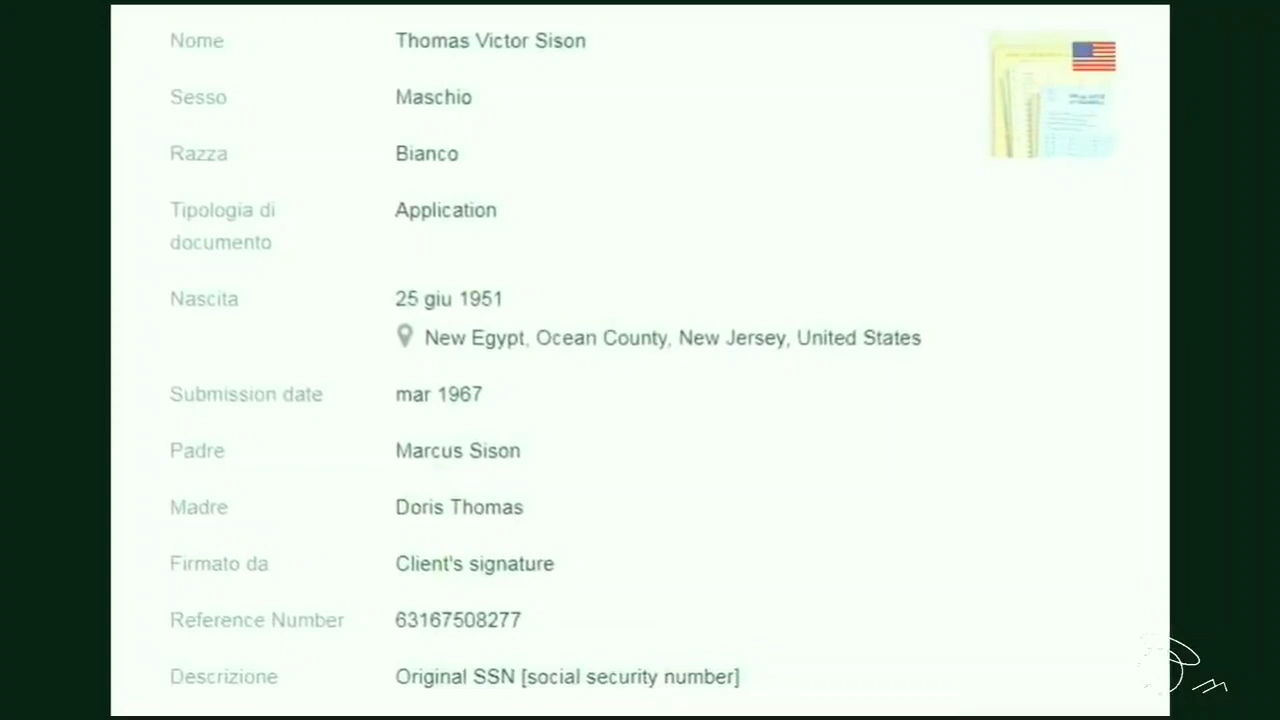 Nome Thomas Victor Sison
Sesso Maschio
Razza Bianco
Tipologia di documento Application
Nascita 25 giu 1951
New Egypt, Ocean County, New Jersey, United States
Submission date mar 1967
Padre Marcus Sison
Madre Doris Thomas
Firmato da Client's signature
Reference Number 63167508277
Descrizione Original SSN [social security number]